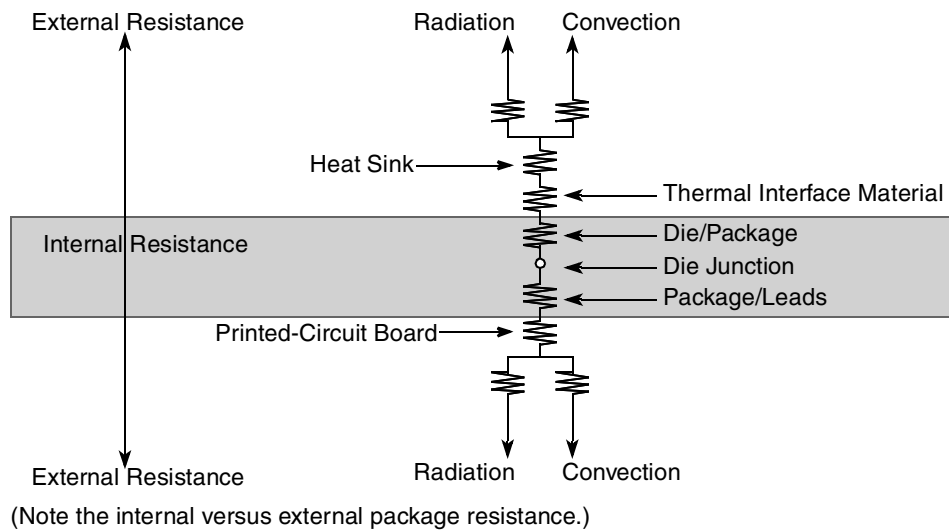 External Resistance
Radiation
Convection
Heat Sink
Thermal Interface Material
Internal Resistance
Die/Package
Die Junction
Package/Leads
Printed-Circuit Board
External Resistance
Radiation
Convection
(Note the internal versus external package resistance.)